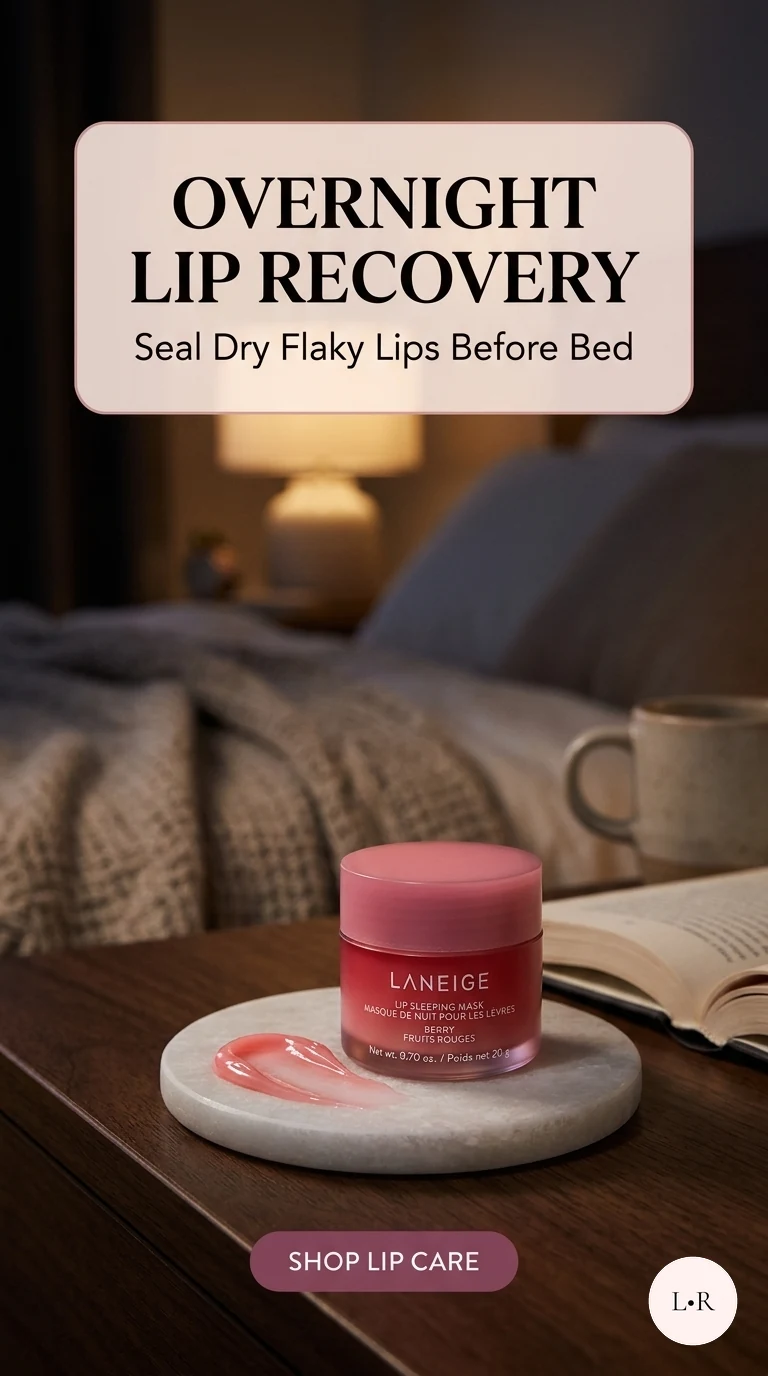 OVERNIGHT
LIP RECOVERY
Seal Dry Flaky Lips Before Bed
LANEIGE
LIP SLEEPING MASK
MASQUE DE NUIT POUR LES LÈVRES
BERRY
FRUITS ROUGES
Net wt. 0.70 oz. / Poids net 20 g
SHOP LIP CARE
L•R